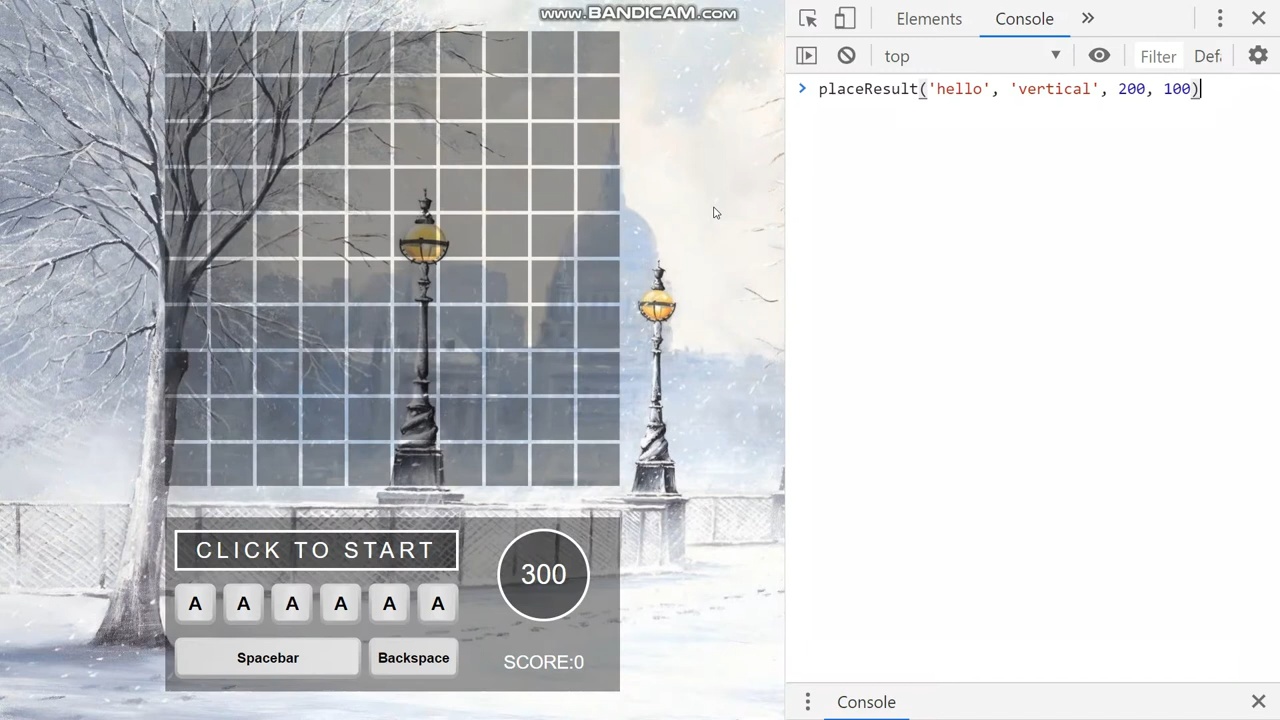 www.BANDICAM.com
Elements Console »
top Filter Def
> placeResult('hello', 'vertical', 200, 100)
CLICK TO START
300
A A A A A A
Spacebar Backspace
SCORE:0
Console